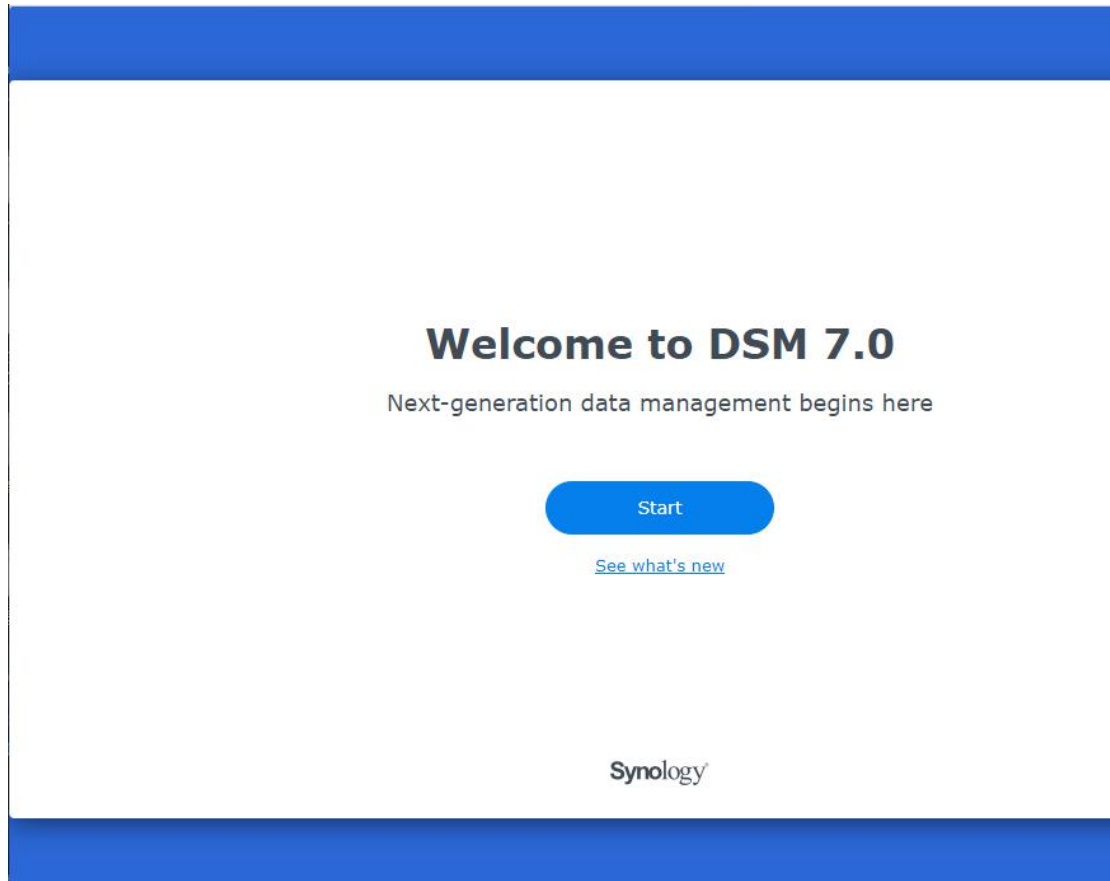 Welcome to DSM 7.0
Next-generation data management begins here
Start
See what's new
Synology